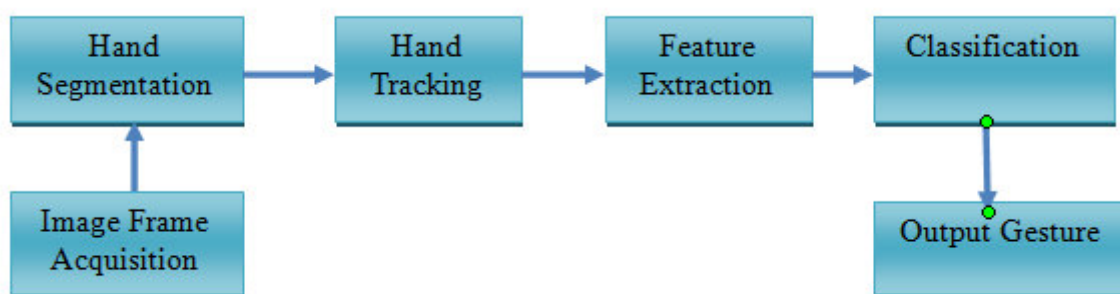 Hand
Segmentation
Hand
Tracking
Feature
Extraction
Classification
Image Frame
Acquisition
Output Gesture